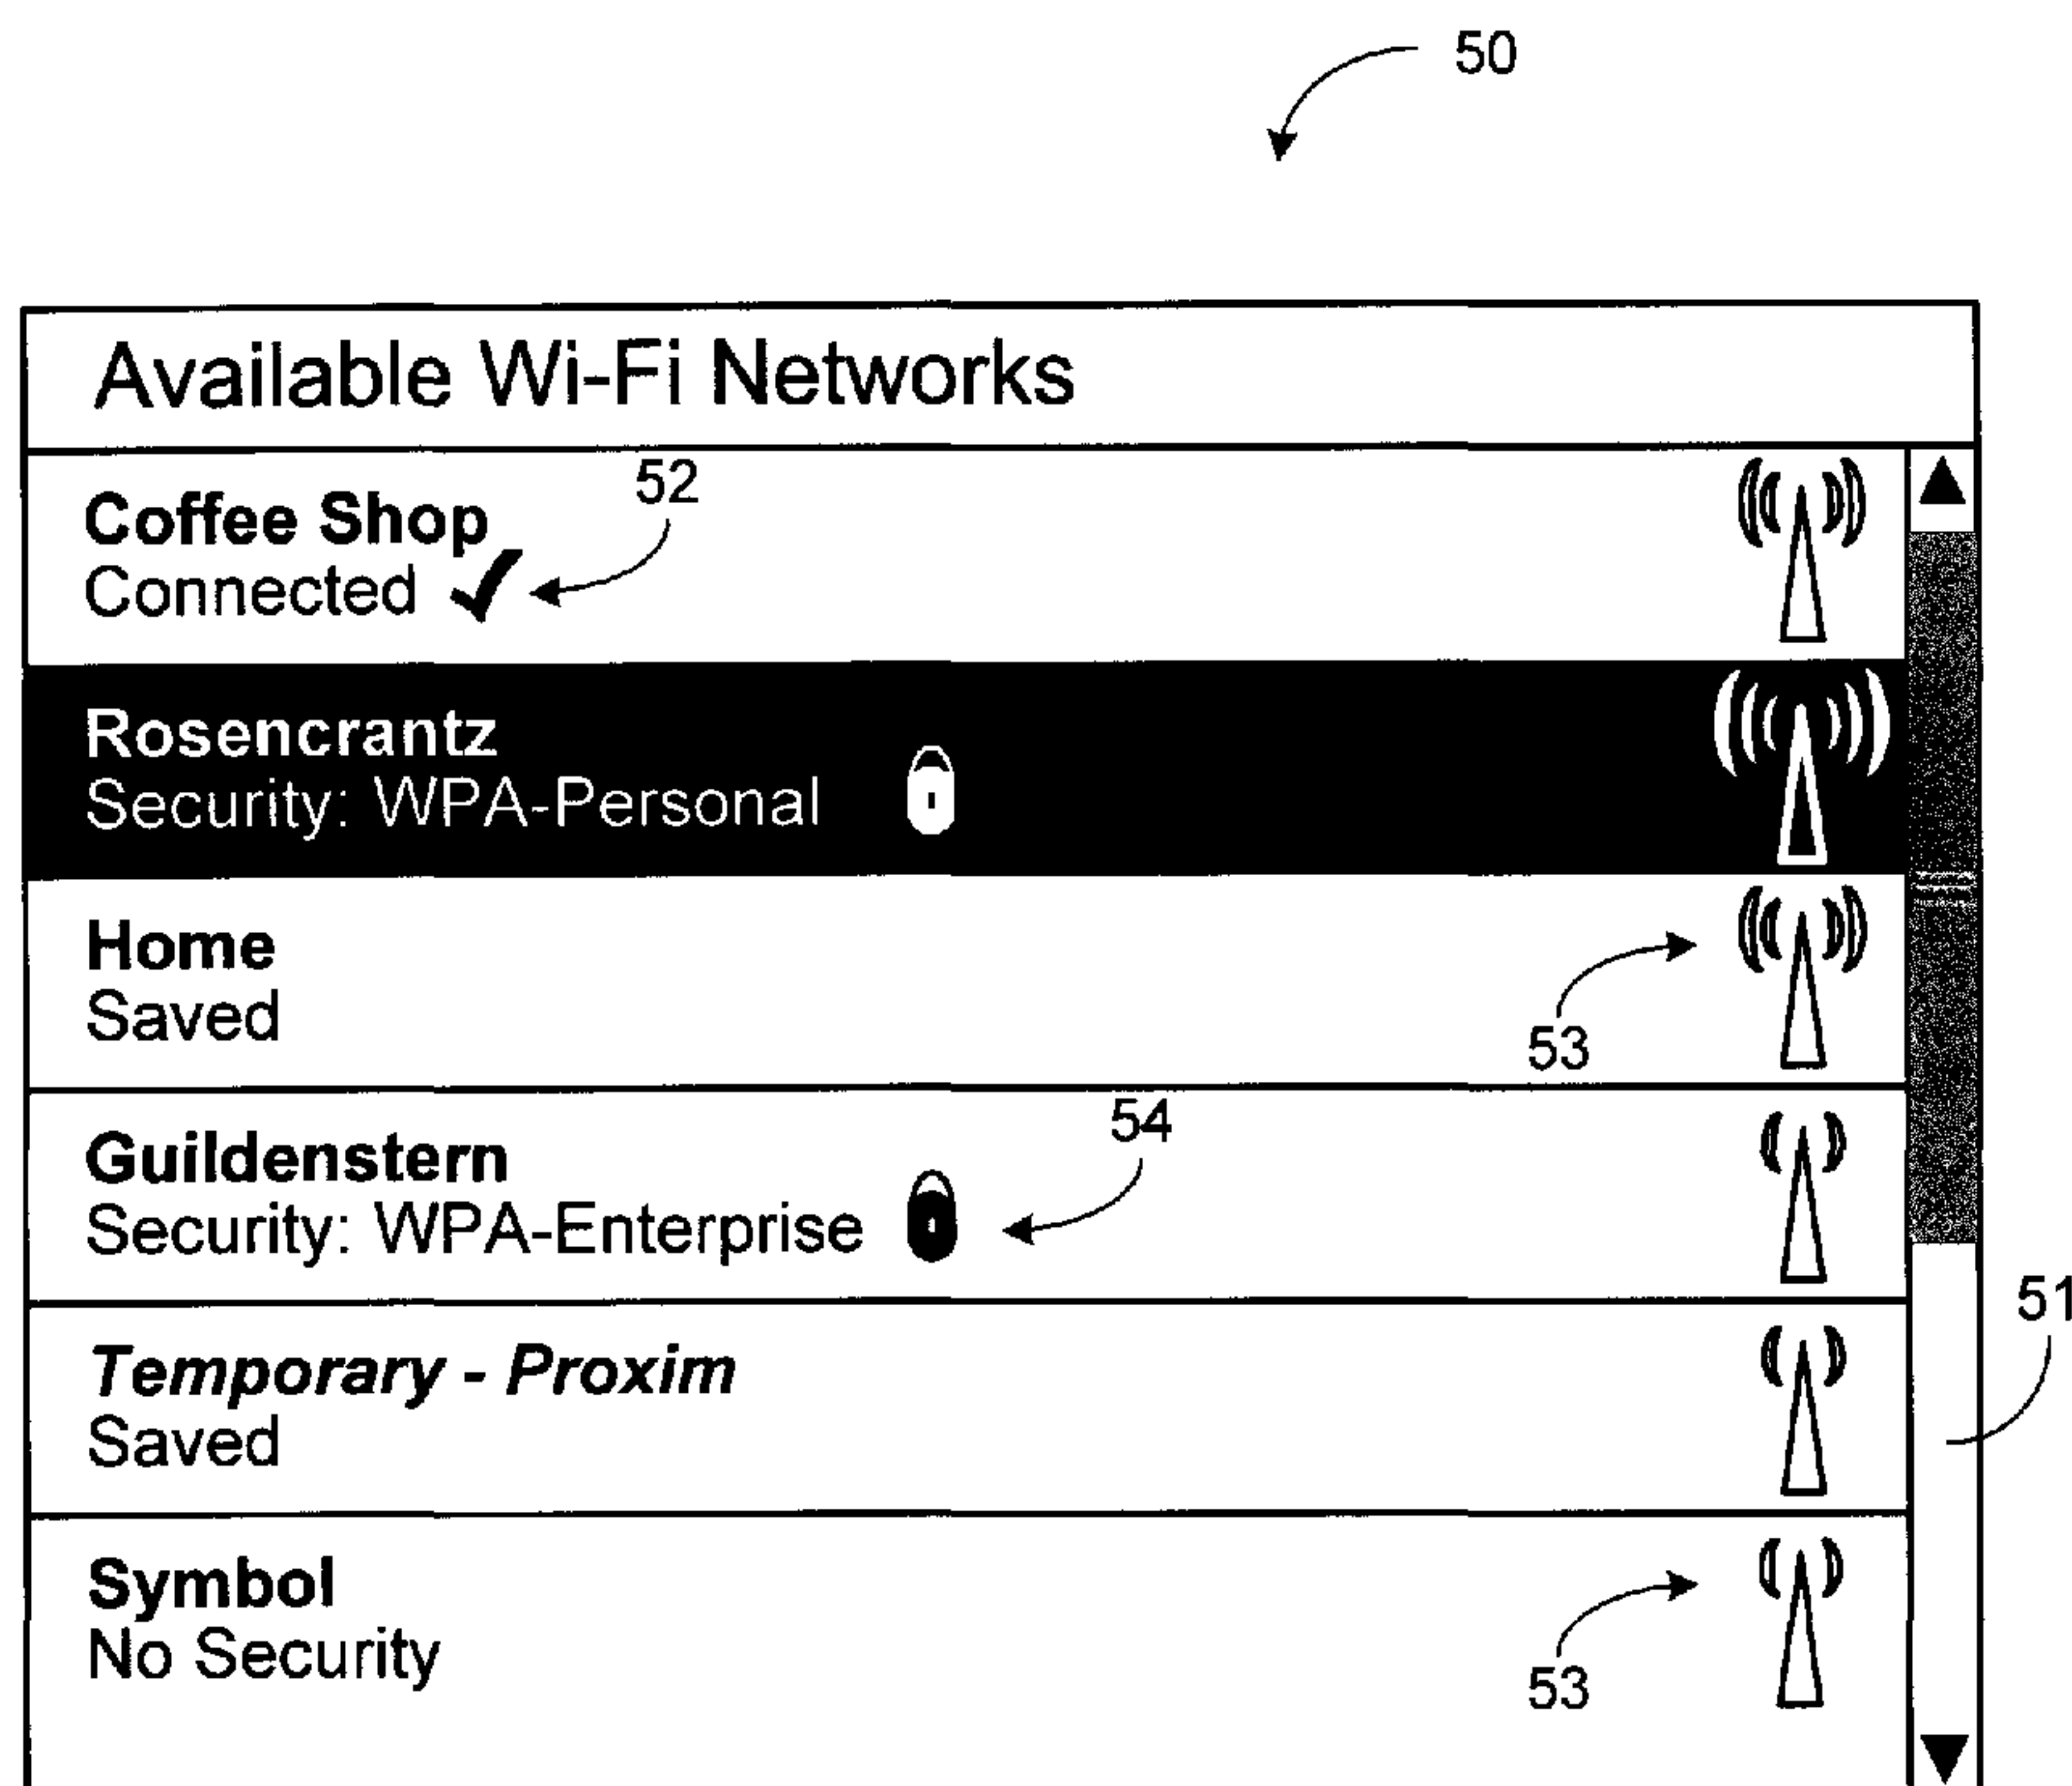 50
Available Wi-Fi Networks
52
Coffee Shop
Connected
Rosencrantz
Security: WPA-Personal
Home
Saved
53
54
Guildenstern
Security: WPA-Enterprise
51
Temporary - Proxim
Saved
Symbol
No Security
53